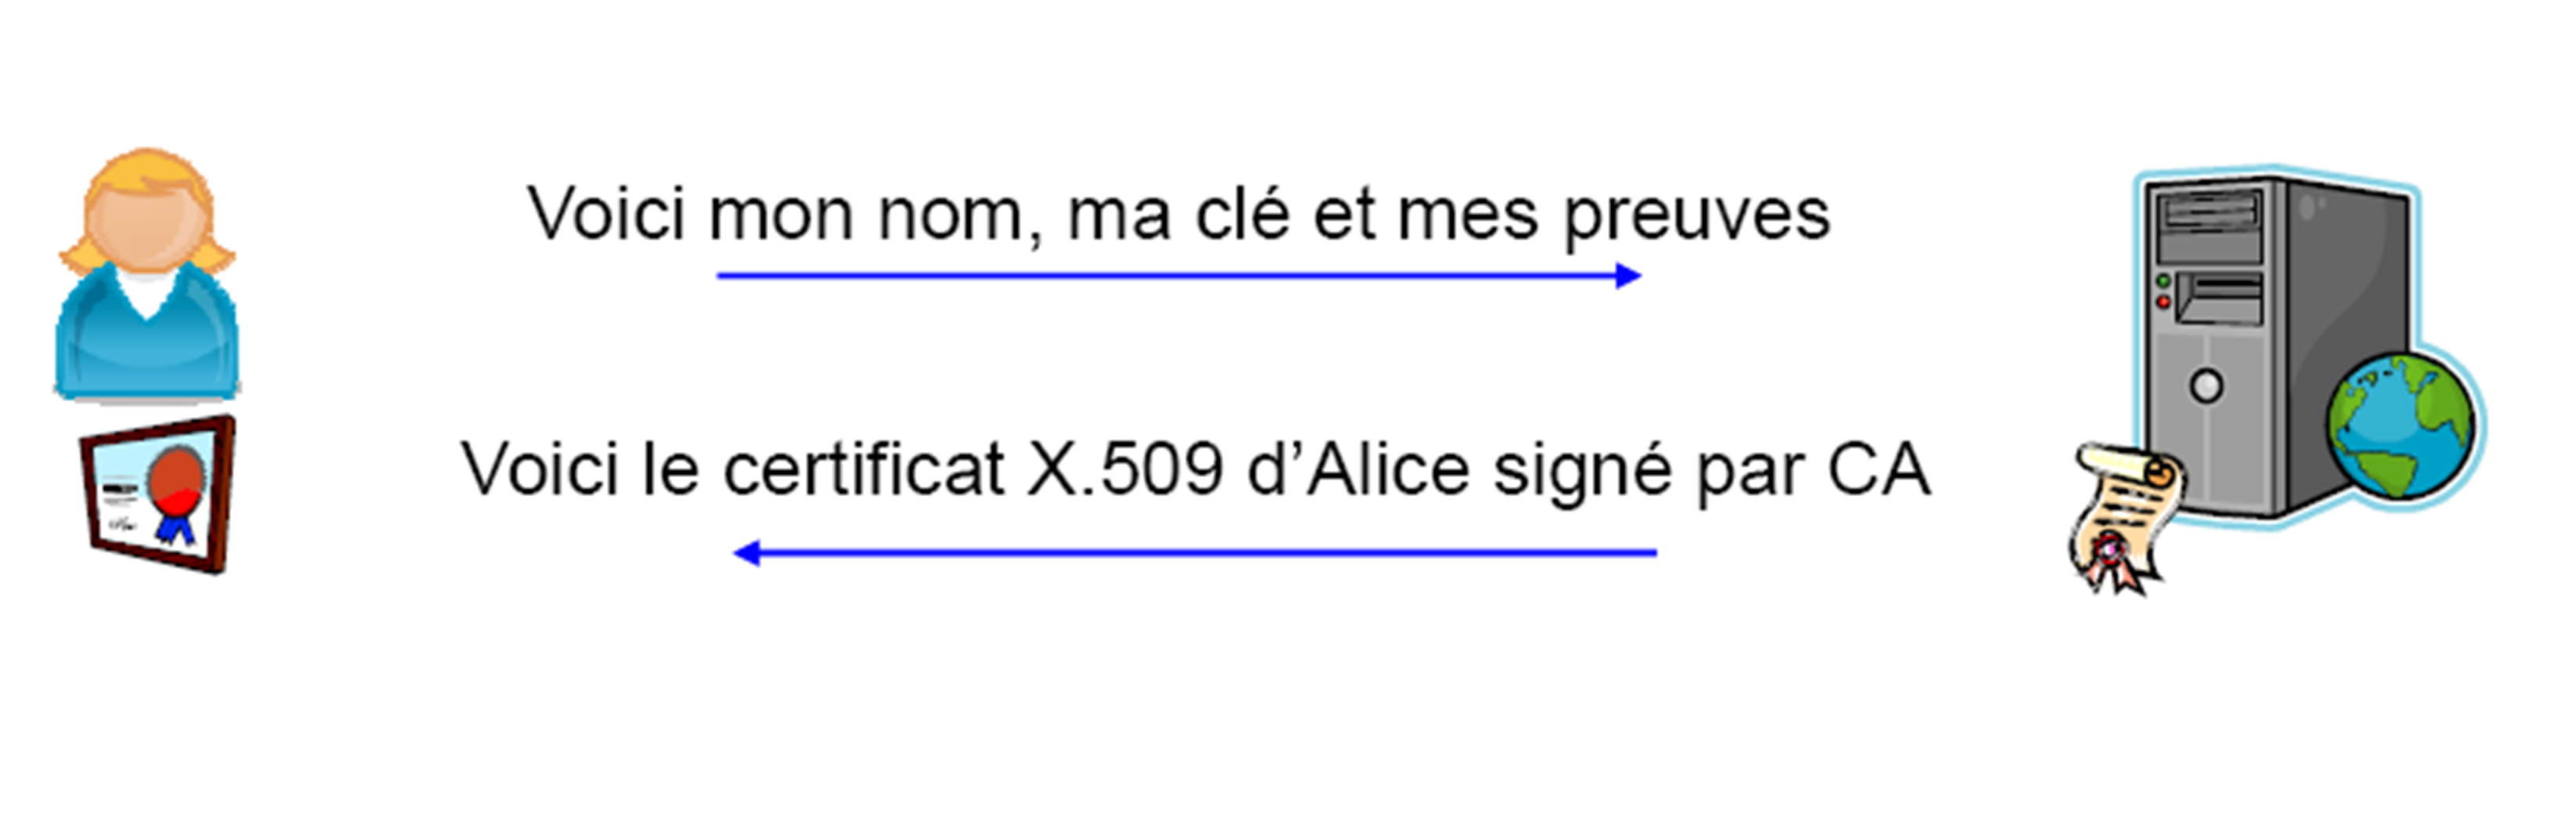 Voici mon nom, ma clé et mes preuves
Voici le certificat X.509 d’Alice signé par CA